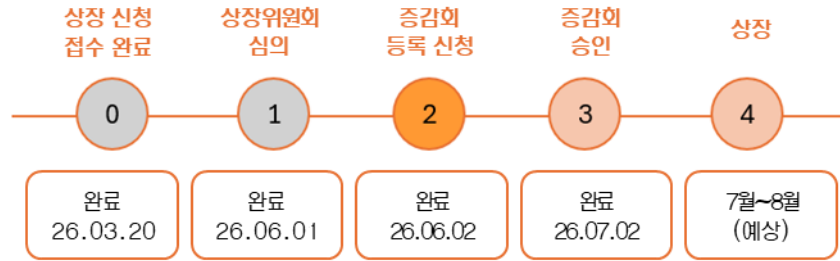 상장 신청
접수 완료
상장위원회
심의
증감회
등록 신청
증감회
승인
상장
0
1
2
3
4
완료
26.03.20
완료
26.06.01
완료
26.06.02
완료
26.07.02
7월~8월
(예상)